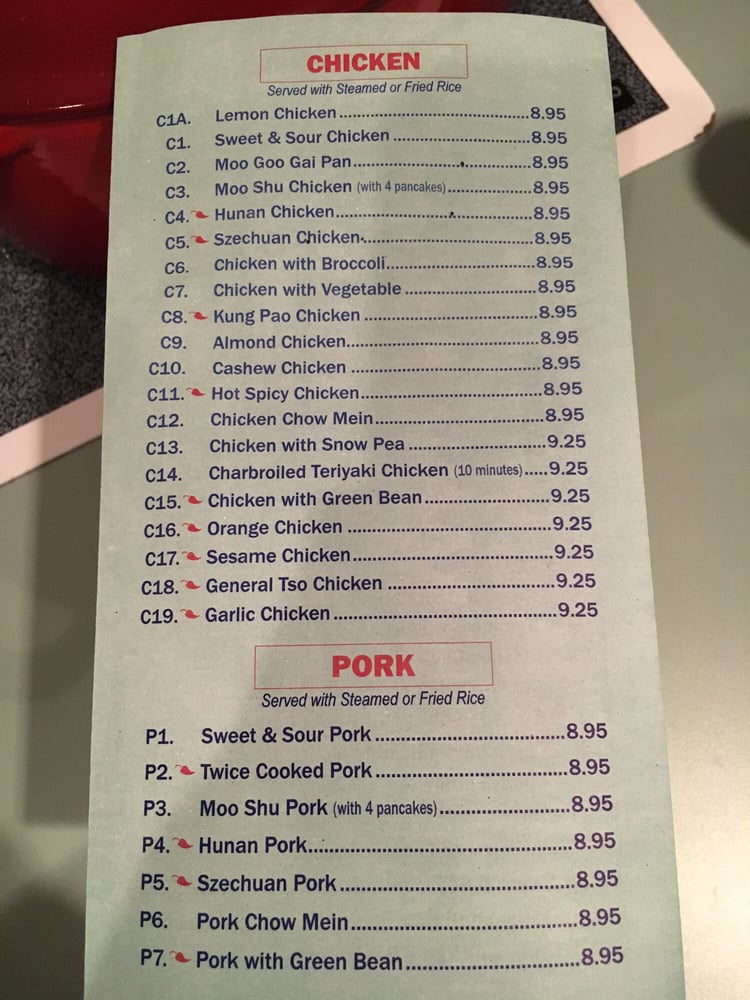 CHICKEN
Served with Steamed or Fried Rice
C1A. Lemon Chicken 8.95
C1. Sweet & Sour Chicken 8.95
C2. Moo Goo Gai Pan 8.95
C3. Moo Shu Chicken (with 4 pancakes) 8.95
C4. Hunan Chicken 8.95
C5. Szechuan Chicken 8.95
C6. Chicken with Broccoli 8.95
C7. Chicken with Vegetable 8.95
C8. Kung Pao Chicken 8.95
C9. Almond Chicken 8.95
C10. Cashew Chicken 8.95
C11. Hot Spicy Chicken 8.95
C12. Chicken Chow Mein 8.95
C13. Chicken with Snow Pea 9.25
C14. Charbroiled Teriyaki Chicken (10 minutes) 9.25
C15. Chicken with Green Bean 9.25
C16. Orange Chicken 9.25
C17. Sesame Chicken 9.25
C18. General Tso Chicken 9.25
C19. Garlic Chicken 9.25
PORK
Served with Steamed or Fried Rice
P1. Sweet & Sour Pork 8.95
P2. Twice Cooked Pork 8.95
P3. Moo Shu Pork (with 4 pancakes) 8.95
P4. Hunan Pork 8.95
P5. Szechuan Pork 8.95
P6. Pork Chow Mein 8.95
P7. Pork with Green Bean 8.95